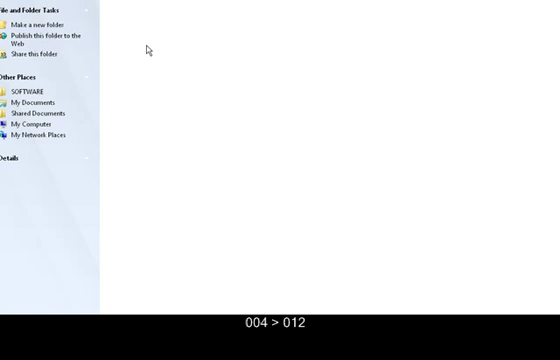 File and Folder Tasks
Make a new folder
Publish this folder to the
Web
Share this folder
Other Places
SOFTWARE
My Documents
Shared Documents
My Computer
My Network Places
Details
004 > 012